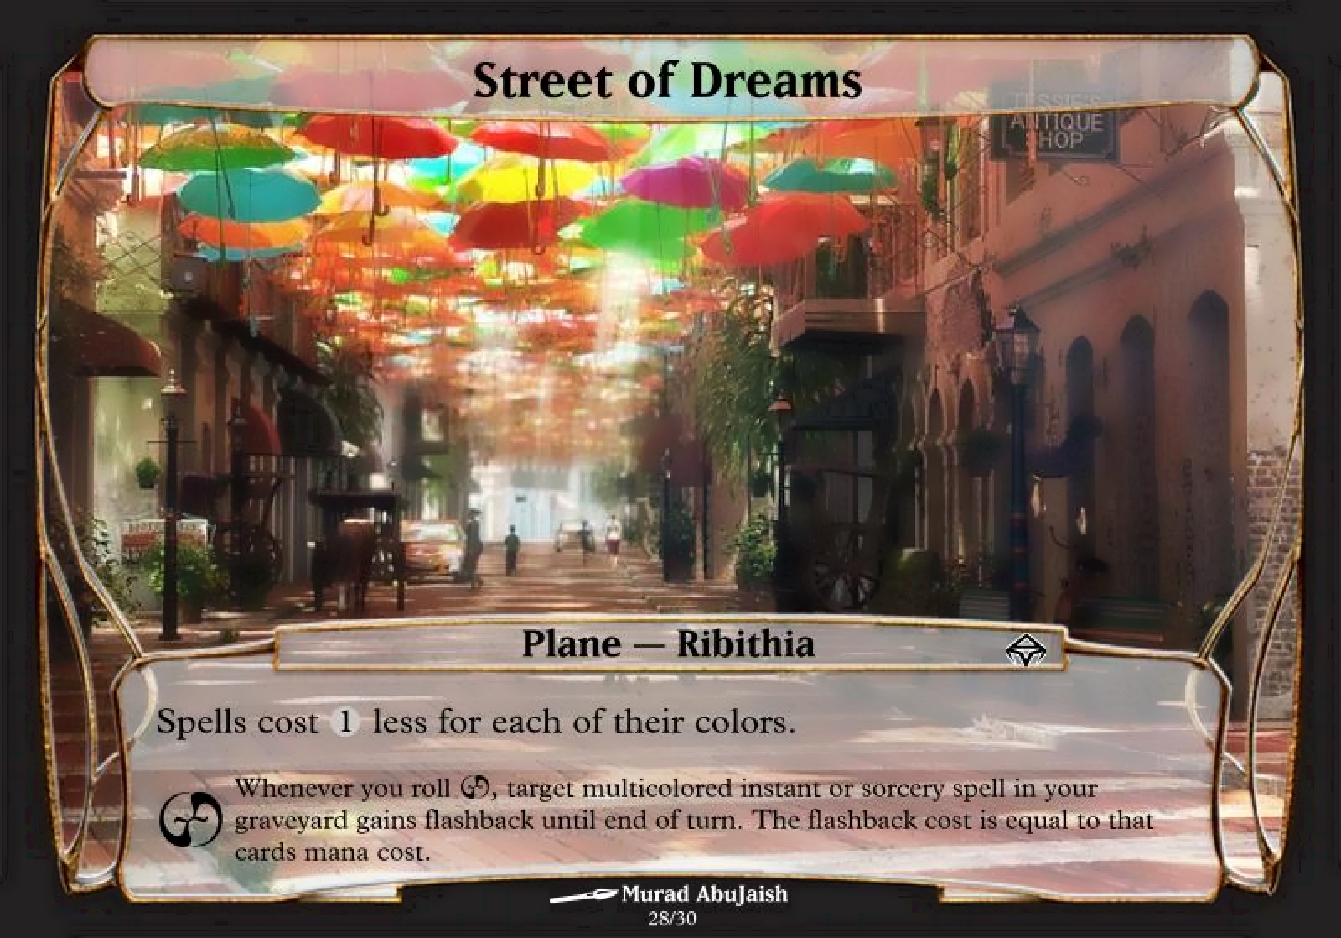 Street of Dreams
ANTIQUE
SHOP
Plane — Ribithia
Spells cost 1 less for each of their colors.
Whenever you roll , target multicolored instant or sorcery spell in your
graveyard gains flashback until end of turn. The flashback cost is equal to that
cards mana cost.
Murad AbuJaish
28/30